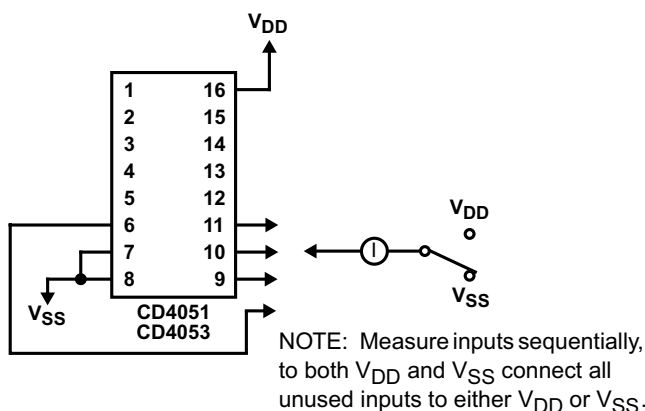 VDD
1 16
2 15
3 14
4 13
5 12
6 11
7 10
8 9
VSS
CD4051
CD4053
I
VDD
VSS
NOTE: Measure inputs sequentially,
to both VDD and VSS connect all
unused inputs to either VDD or VSS.